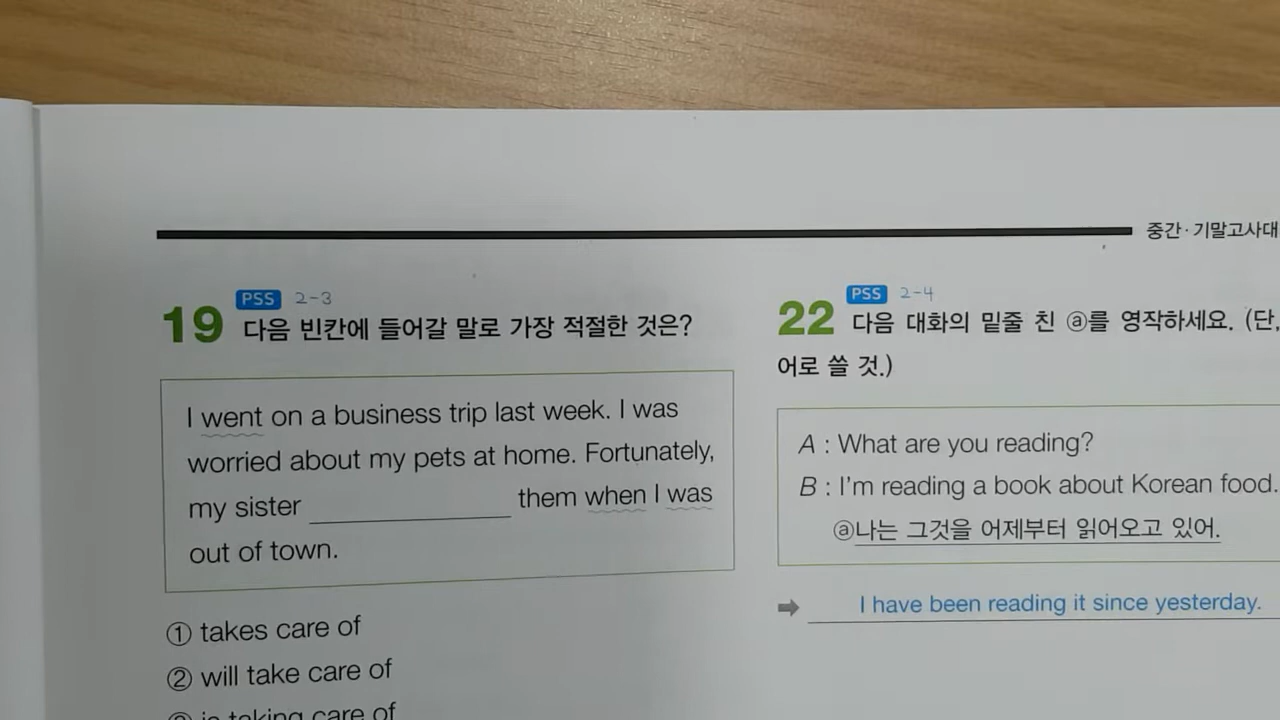 중간·기말고사대
PSS 2-3
19 다음 빈칸에 들어갈 말로 가장 적절한 것은?
I went on a business trip last week. I was
worried about my pets at home. Fortunately,
my sister ____________ them when I was
out of town.
① takes care of
② will take care of
③ is taking care of
PSS 2-4
22 다음 대화의 밑줄 친 ⓐ를 영작하세요. (단,
어로 쓸 것.)
A : What are you reading?
B : I'm reading a book about Korean food.
ⓐ나는 그것을 어제부터 읽어오고 있어.
➡ I have been reading it since yesterday.